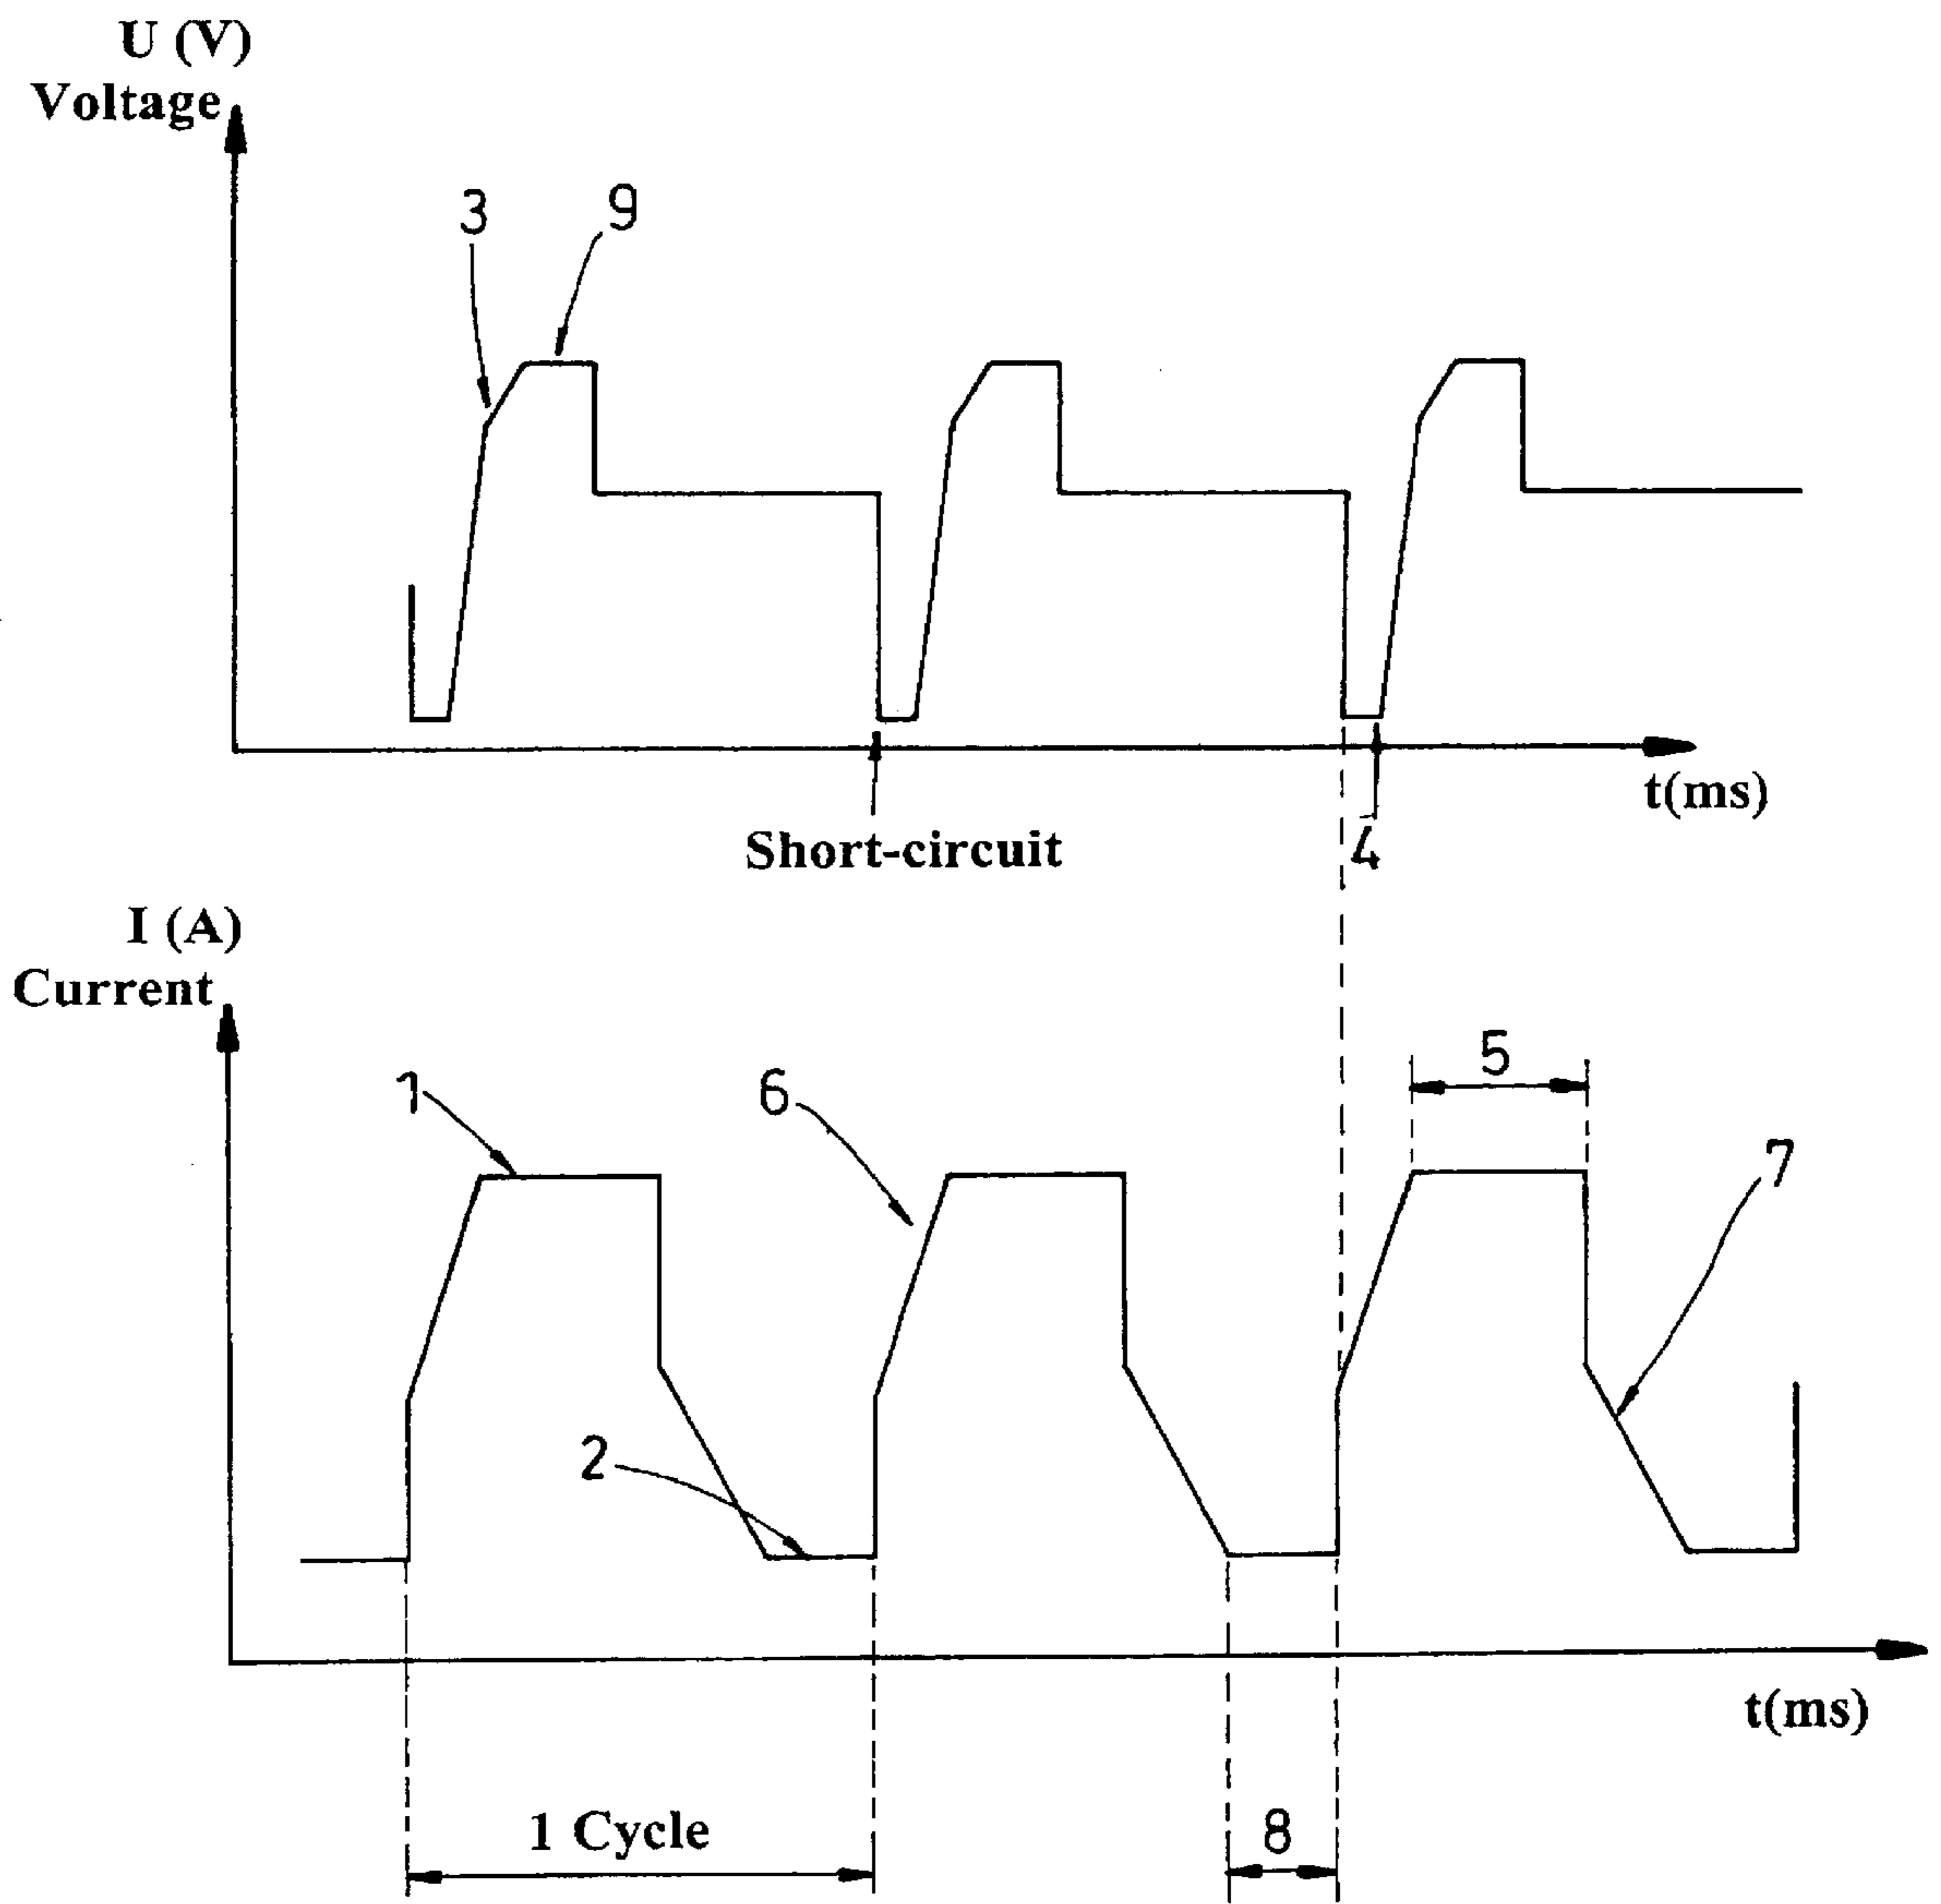 U (V)
Voltage
3
9
t(ms)
Short-circuit
4
I (A)
Current
1
6
5
7
2
t(ms)
1 Cycle
8